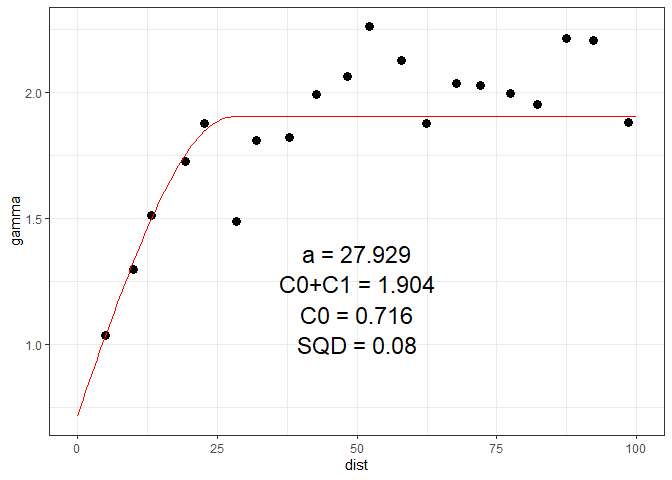 2.0
1.5
1.0
gamma
a = 27.929
C0+C1 = 1.904
C0 = 0.716
SQD = 0.08
0 25 50 75 100
dist